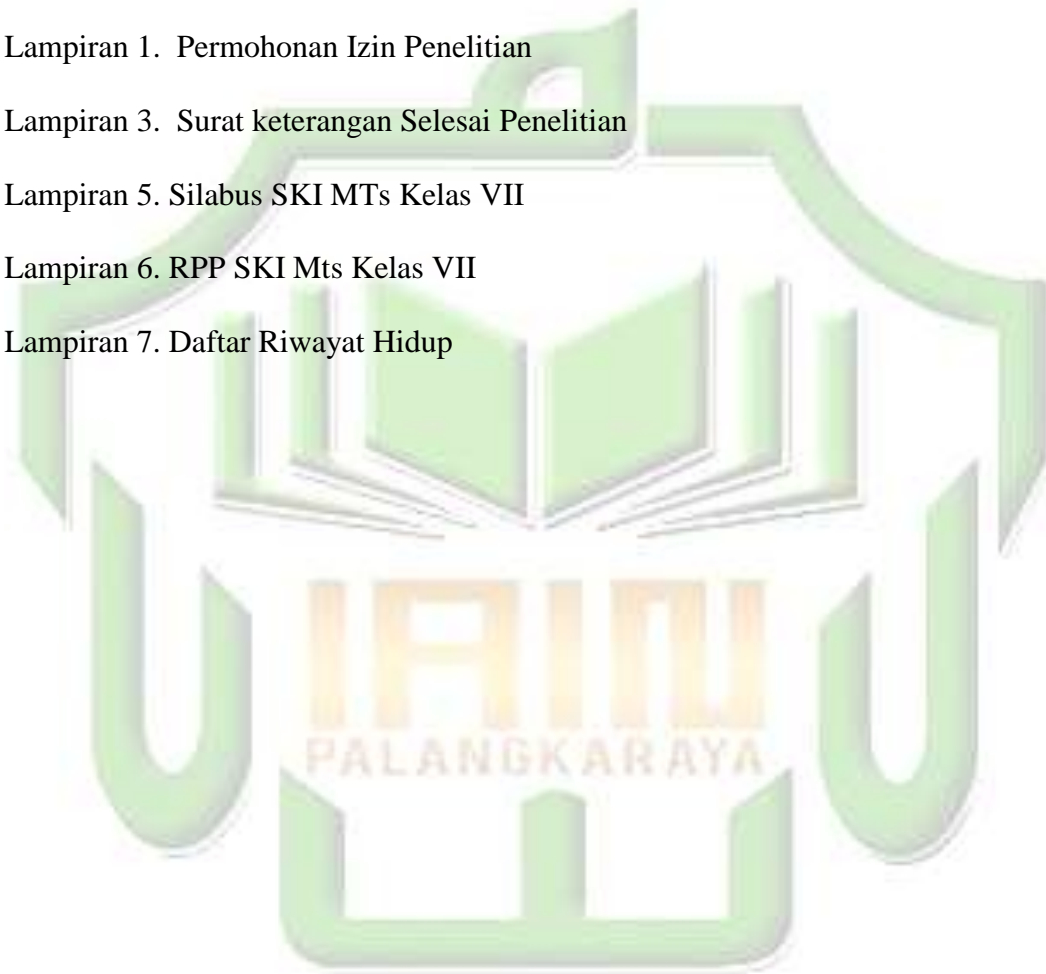 Lampiran 1.  Permohonan Izin Penelitian
Lampiran 3.  Surat keterangan Selesai Penelitian
Lampiran 5. Silabus SKI MTs Kelas VII
Lampiran 6. RPP SKI Mts Kelas VII
Lampiran 7. Daftar Riwayat Hidup
IAIN
PALANGKARAYA